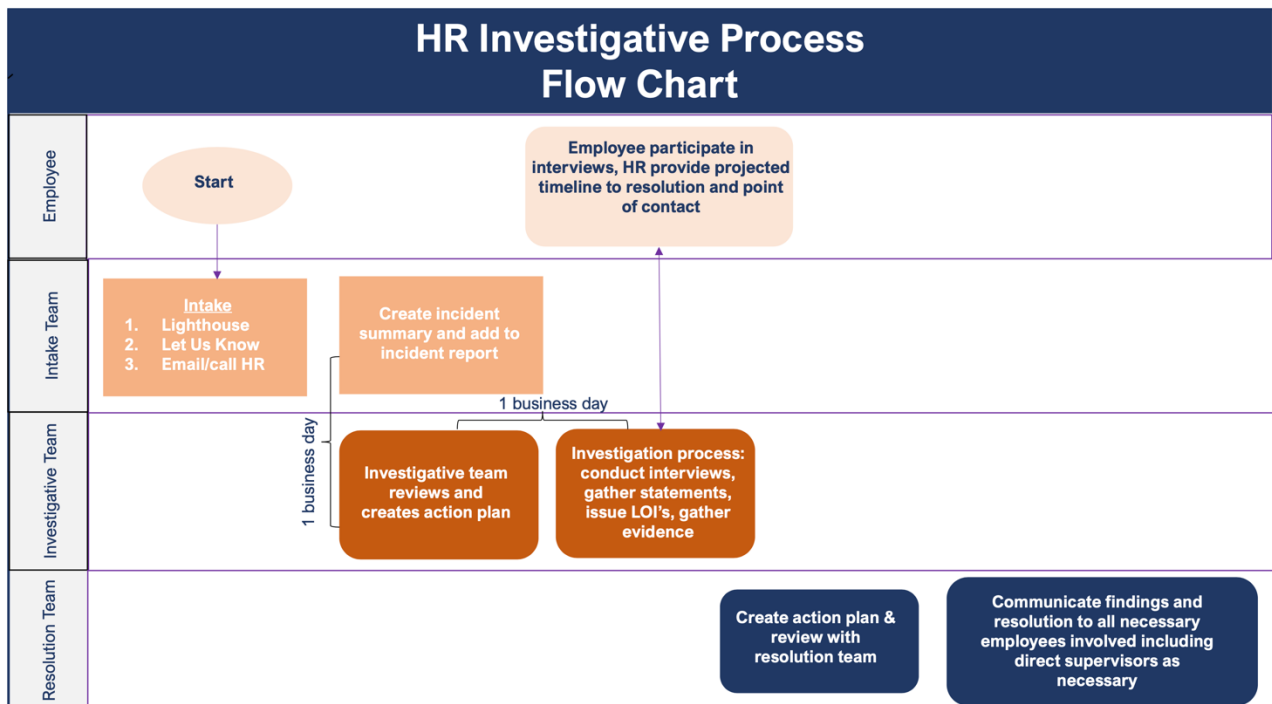 HR Investigative Process
Flow Chart
Employee
Start
Employee participate in
interviews, HR provide projected
timeline to resolution and point
of contact
Intake Team
Intake
1. Lighthouse
2. Let Us Know
3. Email/call HR
Create incident
summary and add to
incident report
1 business day
1 business day
Investigative Team
Investigative team
reviews and
creates action plan
Investigation process:
conduct interviews,
gather statements,
issue LOI’s, gather
evidence
Resolution Team
Create action plan &
review with
resolution team
Communicate findings and
resolution to all necessary
employees involved including
direct supervisors as
necessary